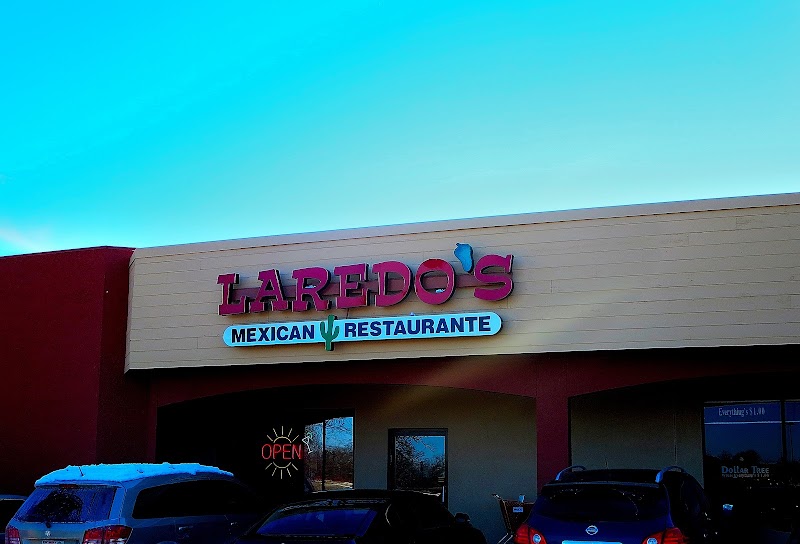 LAREDO'S
MEXICAN RESTAURANTE
OPEN
Everything's $1.00
DOLLAR TREE